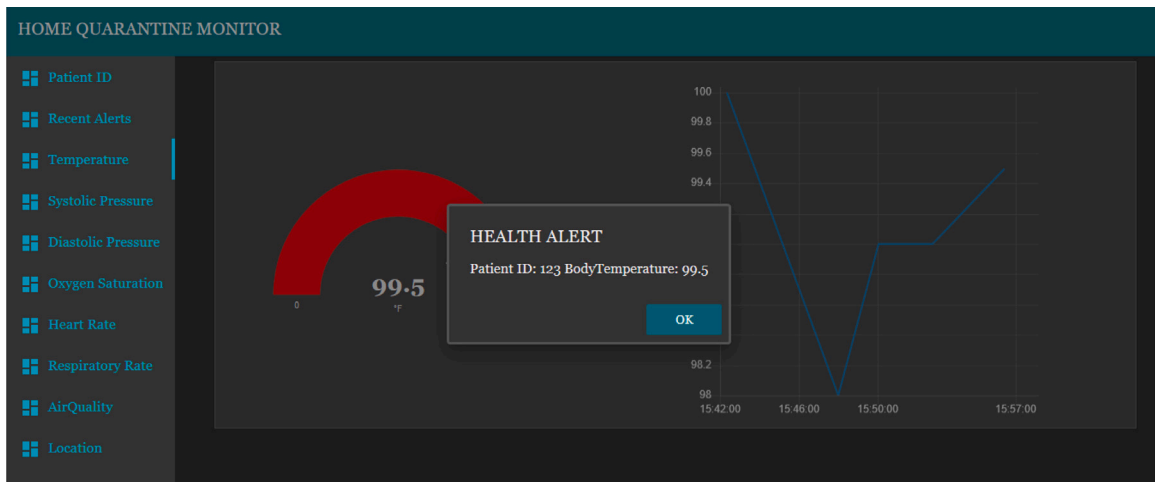 HOME QUARANTINE MONITOR
Patient ID
Recent Alerts
Temperature
Systolic Pressure
Diastolic Pressure
Oxygen Saturation
Heart Rate
Respiratory Rate
AirQuality
Location
99.5
°F
0
HEALTH ALERT
Patient ID: 123 BodyTemperature: 99.5
OK
100
99.8
99.6
99.4
98.2
98
15:42:00 15:46:00 15:50:00 15:57:00